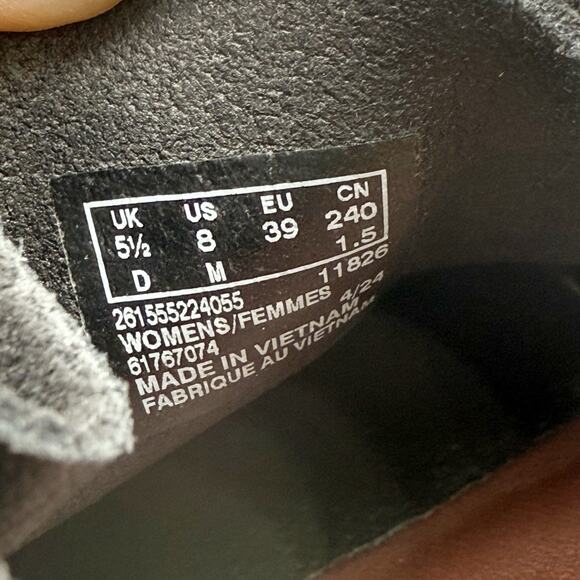 UK US EU CN
5½ 8 39 240
D M 1.5
261555224055 11826
WOMENS/FEMMES 4/24
61767074
MADE IN VIETNAM
FABRIQUE AU VIETNAM